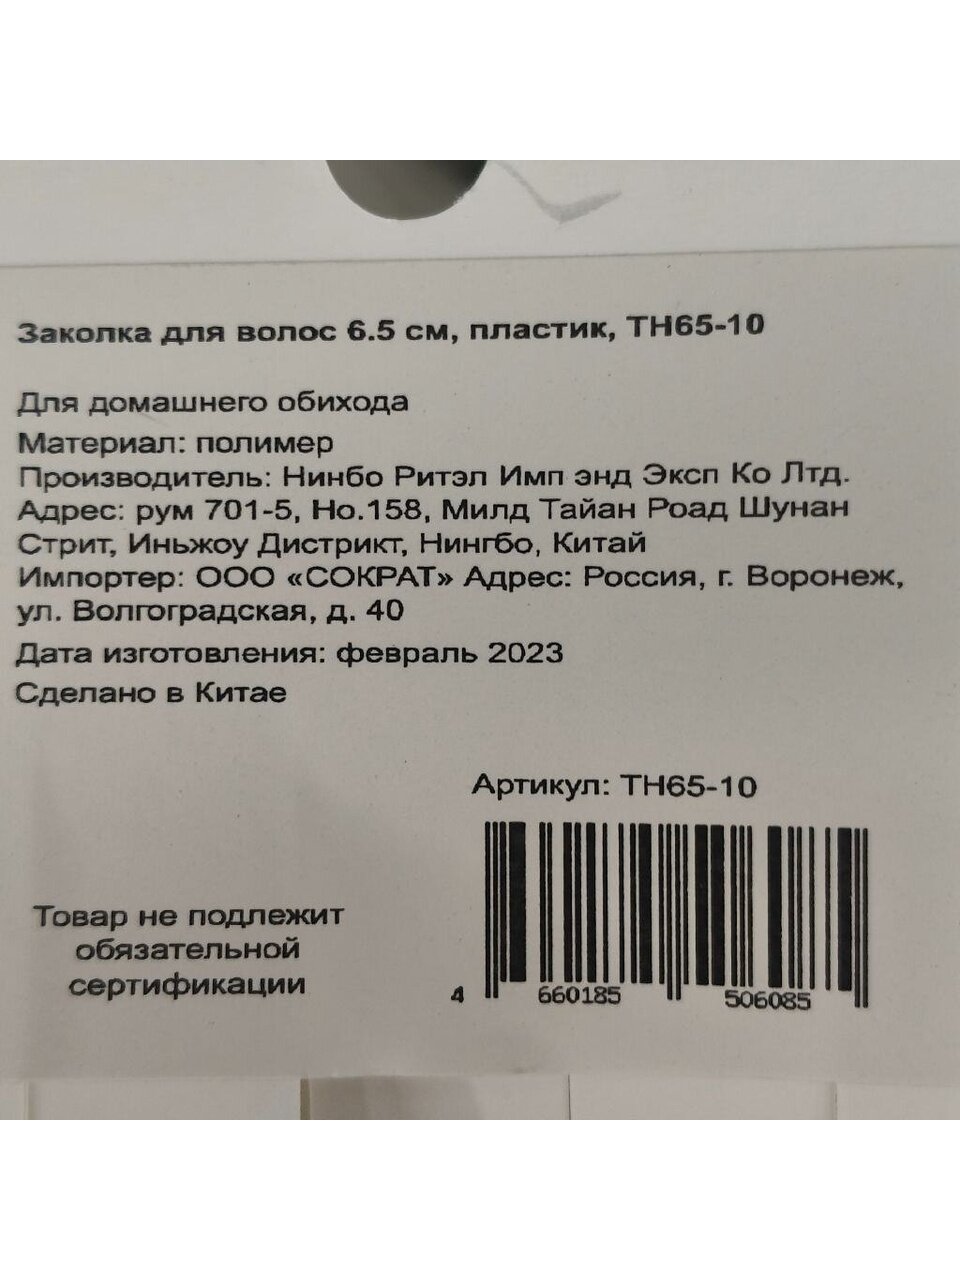 Заколка для волос 6.5 см, пластик, ТН65-10
Для домашнего обихода
Материал: полимер
Производитель: Нинбо Ритэл Имп энд Эксп Ко Лтд.
Адрес: рум 701-5, Но.158, Милд Тайан Роад Шунан
Стрит, Иньжоу Дистрикт, Нингбо, Китай
Импортер: ООО «СОКРАТ» Адрес: Россия, г. Воронеж,
ул. Волгоградская, д. 40
Дата изготовления: февраль 2023
Сделано в Китае
Артикул: ТН65-10
Товар не подлежит
обязательной
сертификации
4 660185 506085